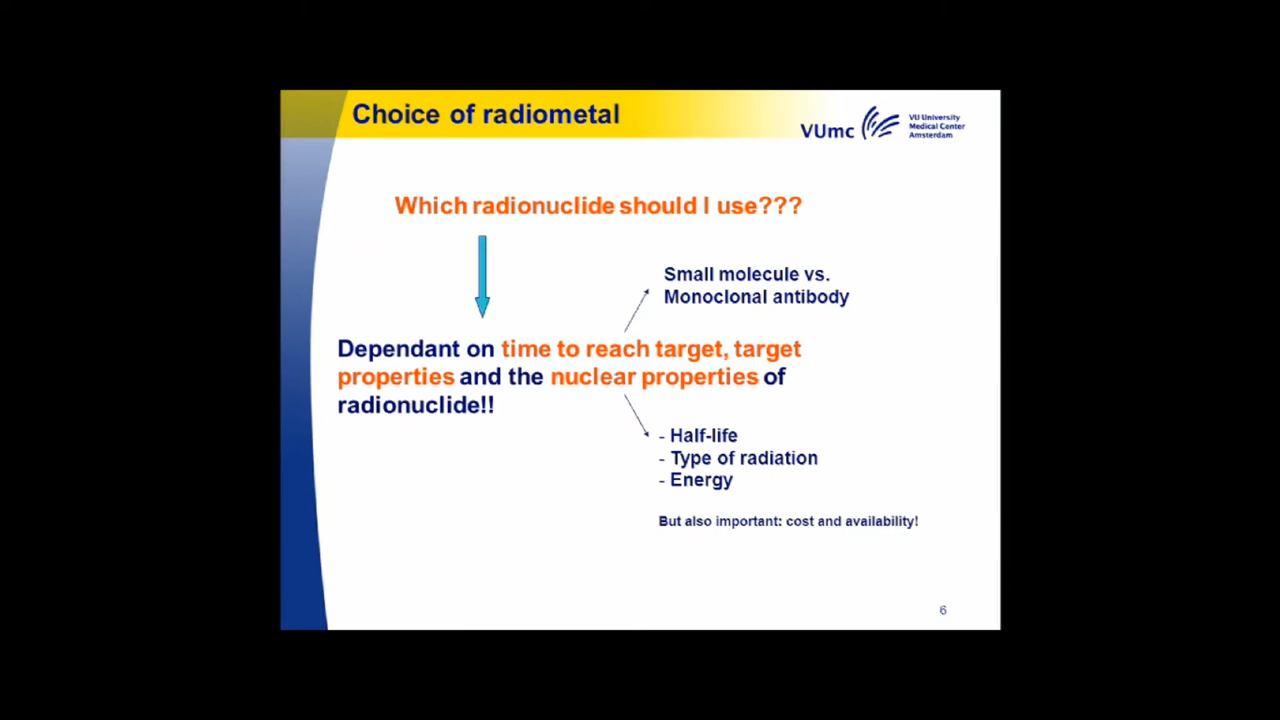 Choice of radiometal
VUmc
VU University
Medical Center
Amsterdam
Which radionuclide should I use???
Small molecule vs.
Monoclonal antibody
Dependant on time to reach target, target
properties and the nuclear properties of
radionuclide!!
- Half-life
- Type of radiation
- Energy
But also important: cost and availability!
6